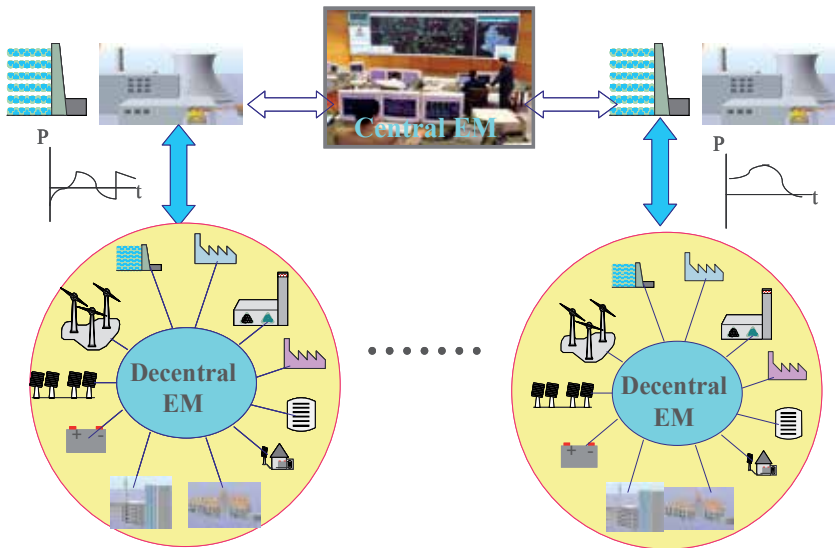 Central EM
P
t
P
t
Decentral
EM
+ -
Decentral
EM
+ -